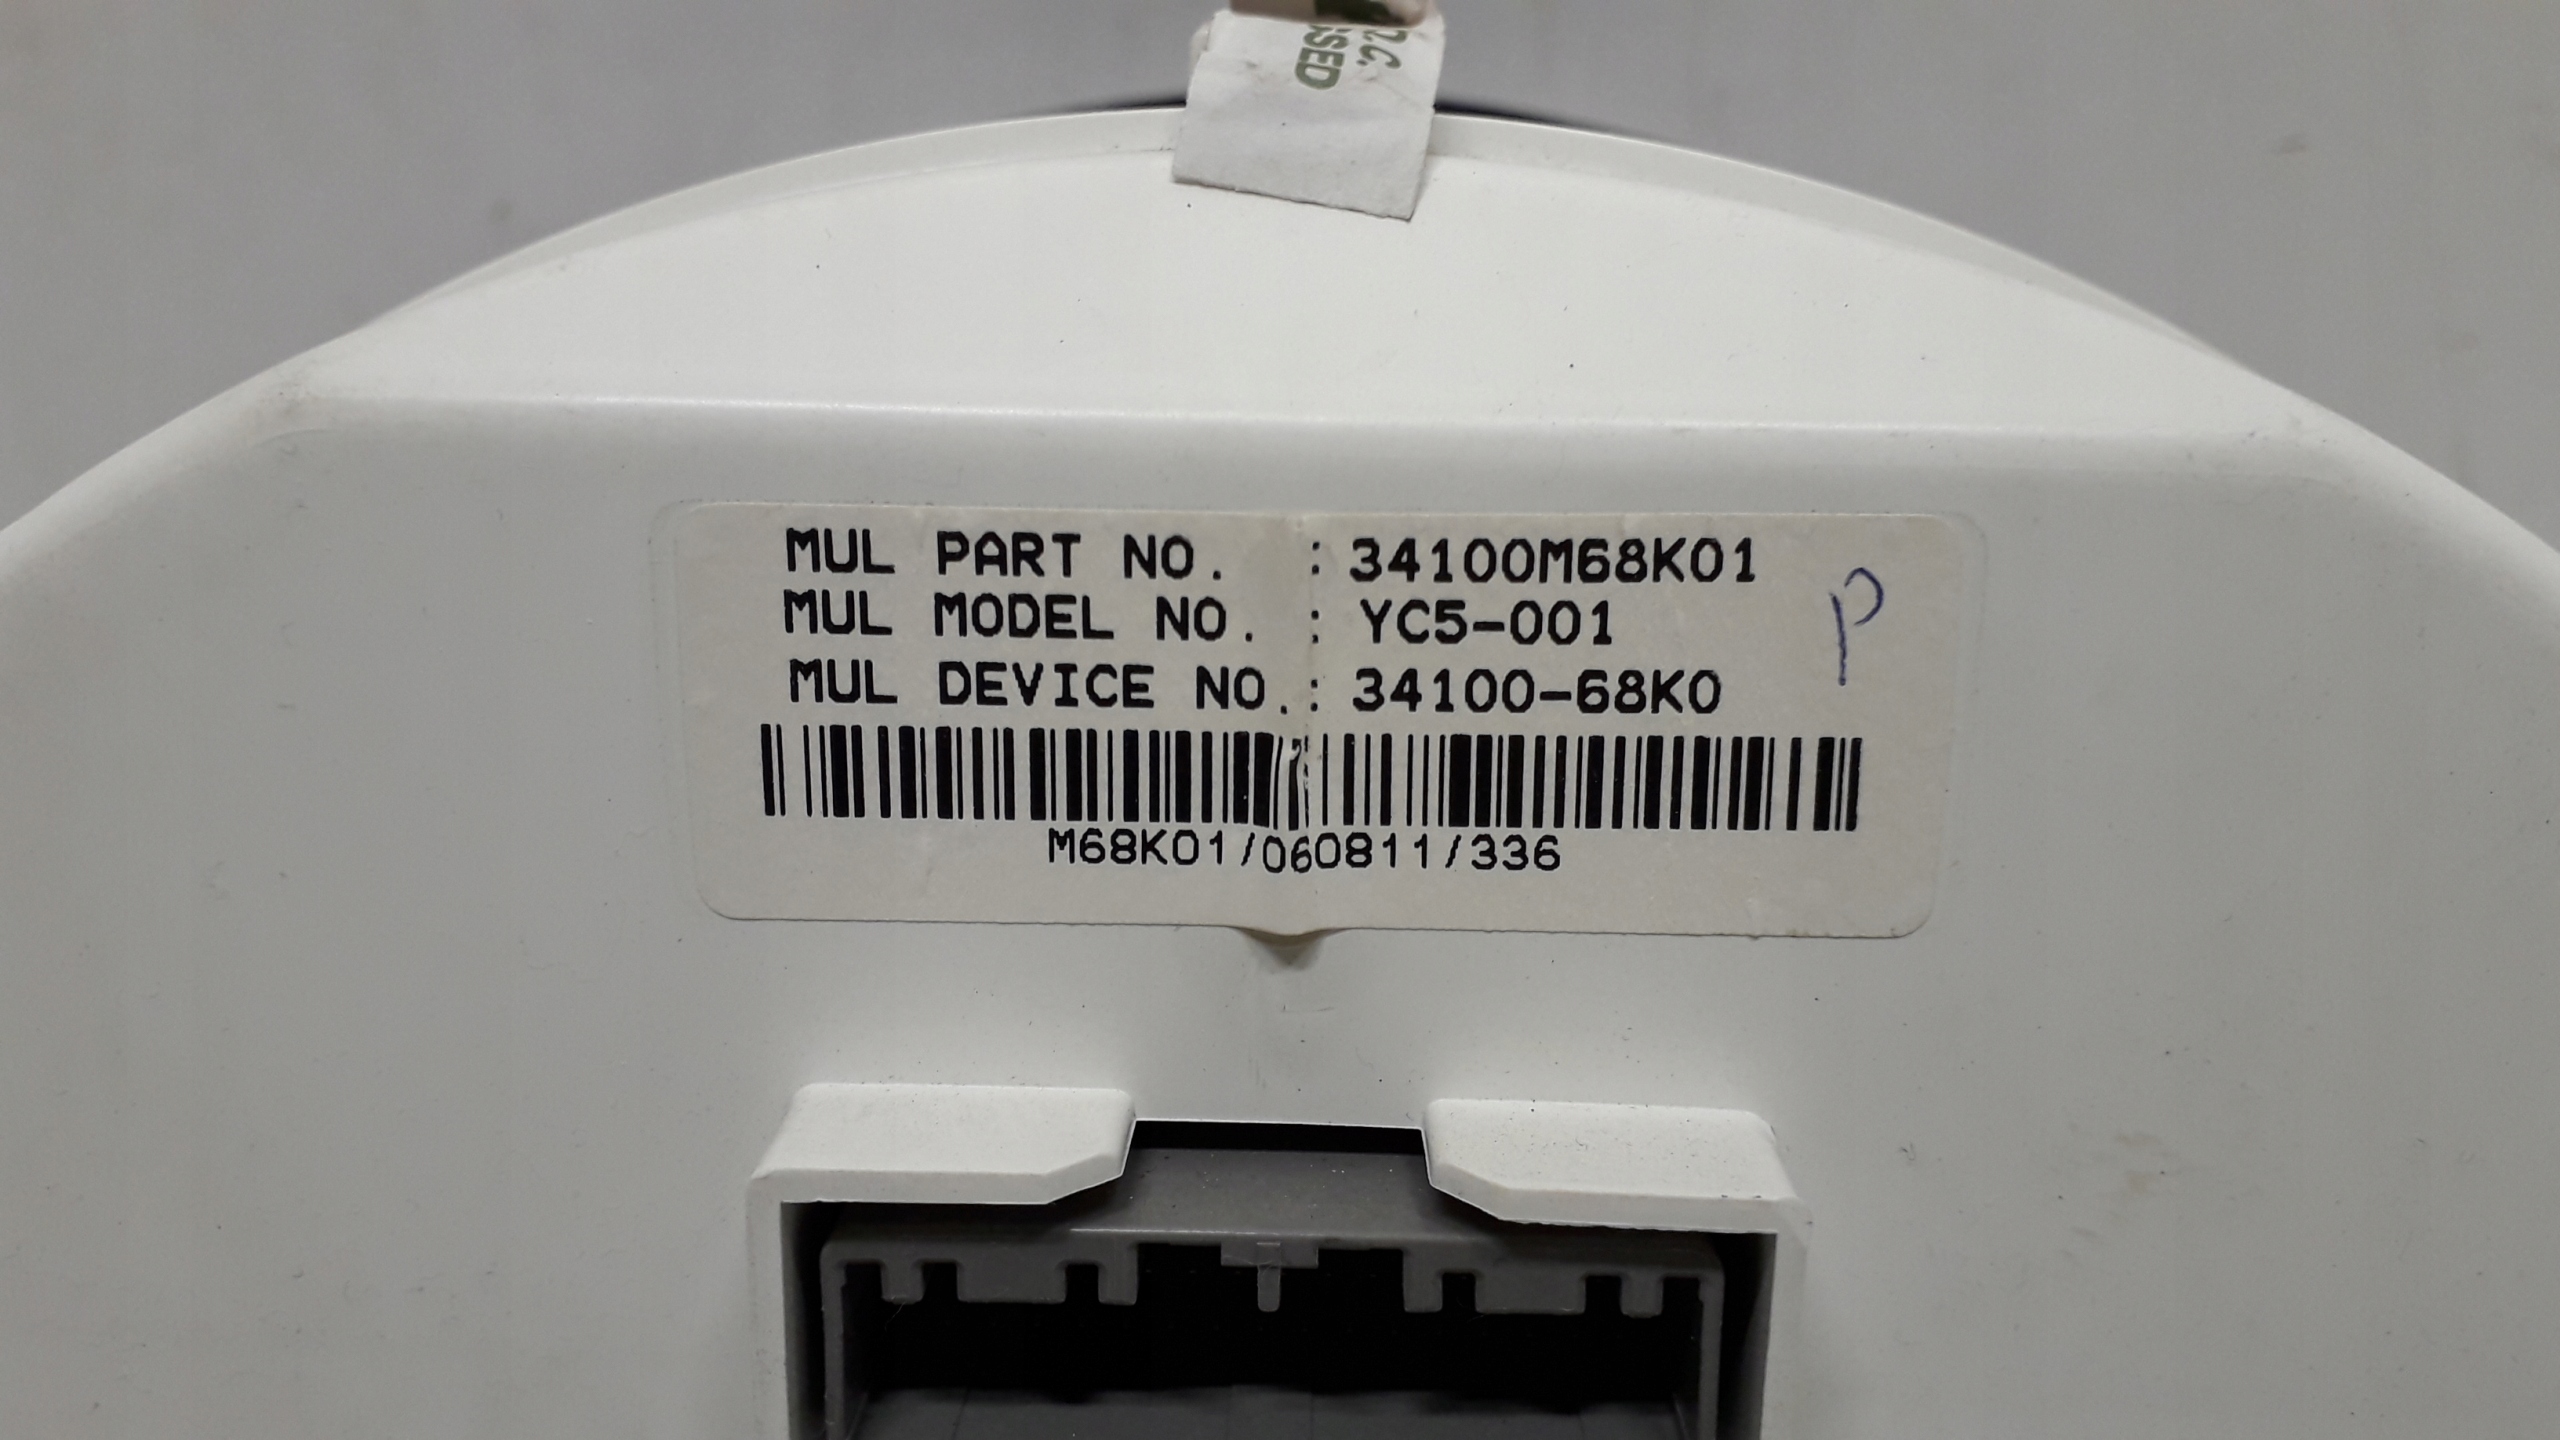 MUL PART NO. : 34100M68K01
MUL MODEL NO. : YC5-001
MUL DEVICE NO.: 34100-68K0
P
M68K01/060811/336